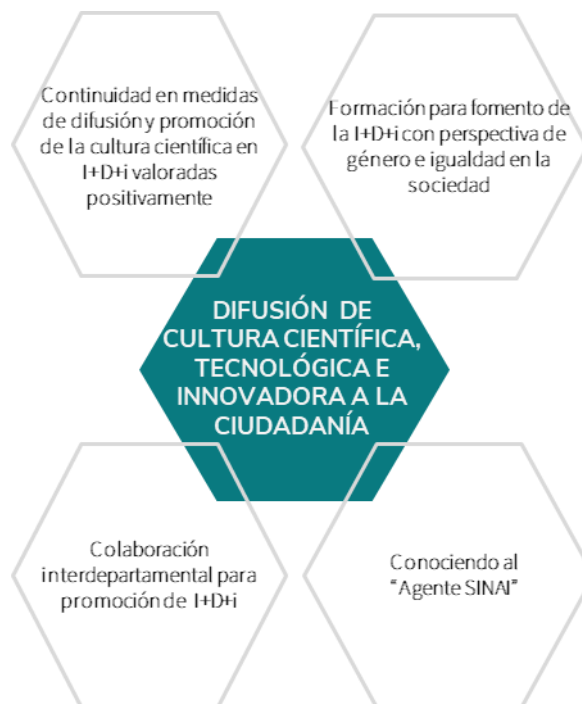 Continuidad en medidas
de difusión y promoción
de la cultura científica en
I+D+i valoradas
positivamente
Formación para fomento de
la I+D+i con perspectiva de
género e igualdad en la
sociedad
DIFUSIÓN DE
CULTURA CIENTÍFICA,
TECNOLÓGICA E
INNOVADORA A LA
CIUDADANÍA
Colaboración
interdepartamental para
promoción de I+D+i
Conociendo al
"Agente SINAI"